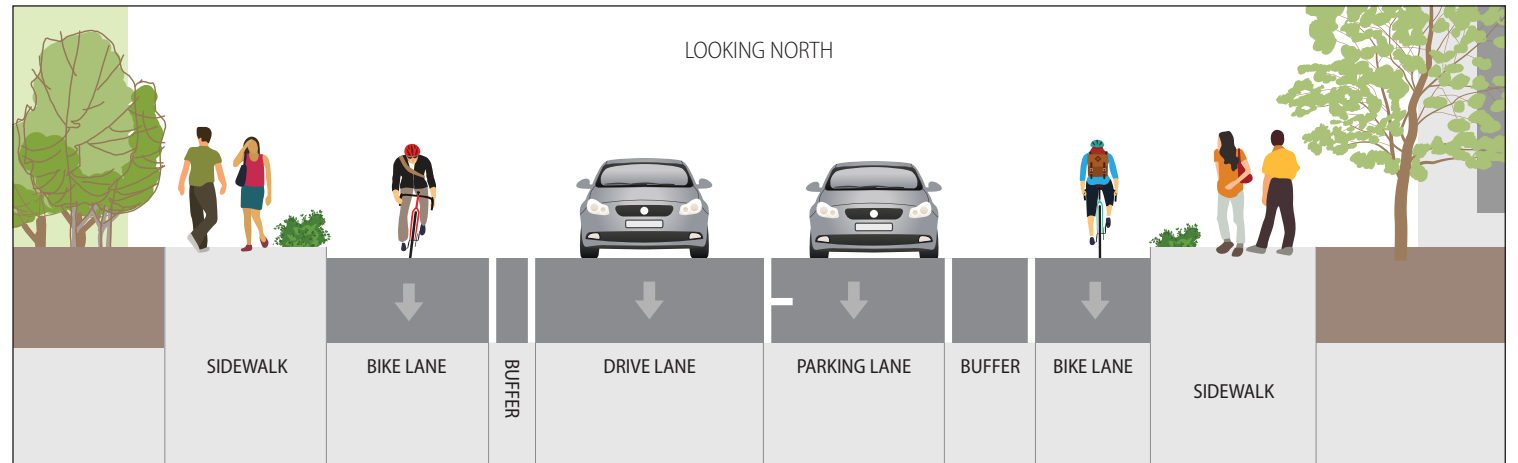 LOOKING NORTH
SIDEWALK
BIKE LANE
BUFFER
DRIVE LANE
PARKING LANE
BUFFER
BIKE LANE
SIDEWALK